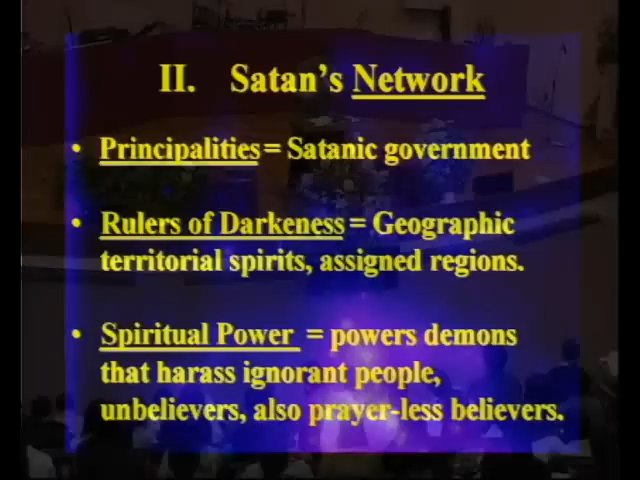 II. Satan's Network
• Principalities = Satanic government
• Rulers of Darkeness = Geographic
territorial spirits, assigned regions.
• Spiritual Power = powers demons
that harass ignorant people,
unbelievers, also prayer-less believers.